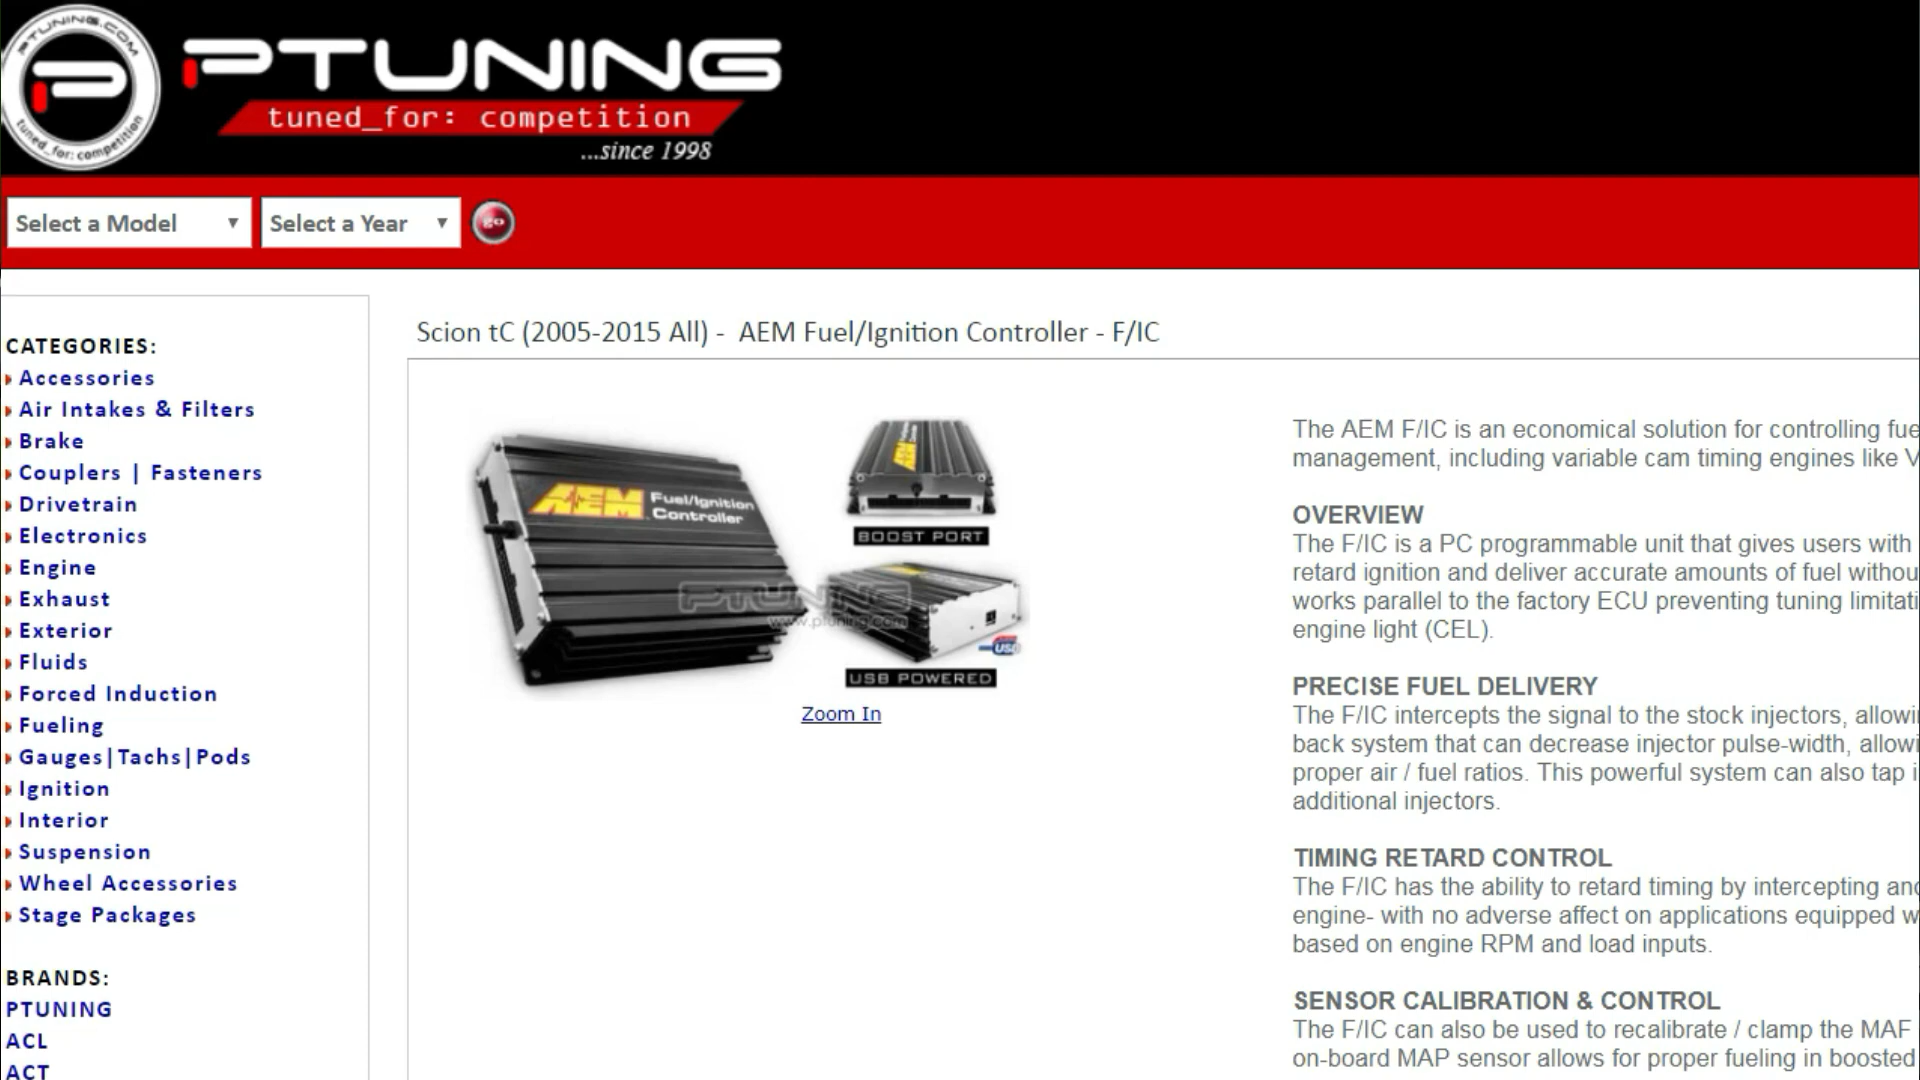 PTUNING.COM
tuned_for: competition
PTUNING
tuned_for: competition
...since 1998
Select a Model
Select a Year
go
CATEGORIES:
Accessories
Air Intakes & Filters
Brake
Couplers | Fasteners
Drivetrain
Electronics
Engine
Exhaust
Exterior
Fluids
Forced Induction
Fueling
Gauges|Tachs|Pods
Ignition
Interior
Suspension
Wheel Accessories
Stage Packages
BRANDS:
PTUNING
ACL
ACT
Scion tC (2005-2015 All) - AEM Fuel/Ignition Controller - F/IC
AEM Fuel/Ignition
Controller
BOOST PORT
PTUNING
www.ptuning.com
USB
USB POWERED
Zoom In
The AEM F/IC is an economical solution for controlling fue
management, including variable cam timing engines like V
OVERVIEW
The F/IC is a PC programmable unit that gives users with
retard ignition and deliver accurate amounts of fuel withou
works parallel to the factory ECU preventing tuning limitati
engine light (CEL).
PRECISE FUEL DELIVERY
The F/IC intercepts the signal to the stock injectors, allowi
back system that can decrease injector pulse-width, allowi
proper air / fuel ratios. This powerful system can also tap i
additional injectors.
TIMING RETARD CONTROL
The F/IC has the ability to retard timing by intercepting and
engine- with no adverse affect on applications equipped w
based on engine RPM and load inputs.
SENSOR CALIBRATION & CONTROL
The F/IC can also be used to recalibrate / clamp the MAF
on-board MAP sensor allows for proper fueling in boosted